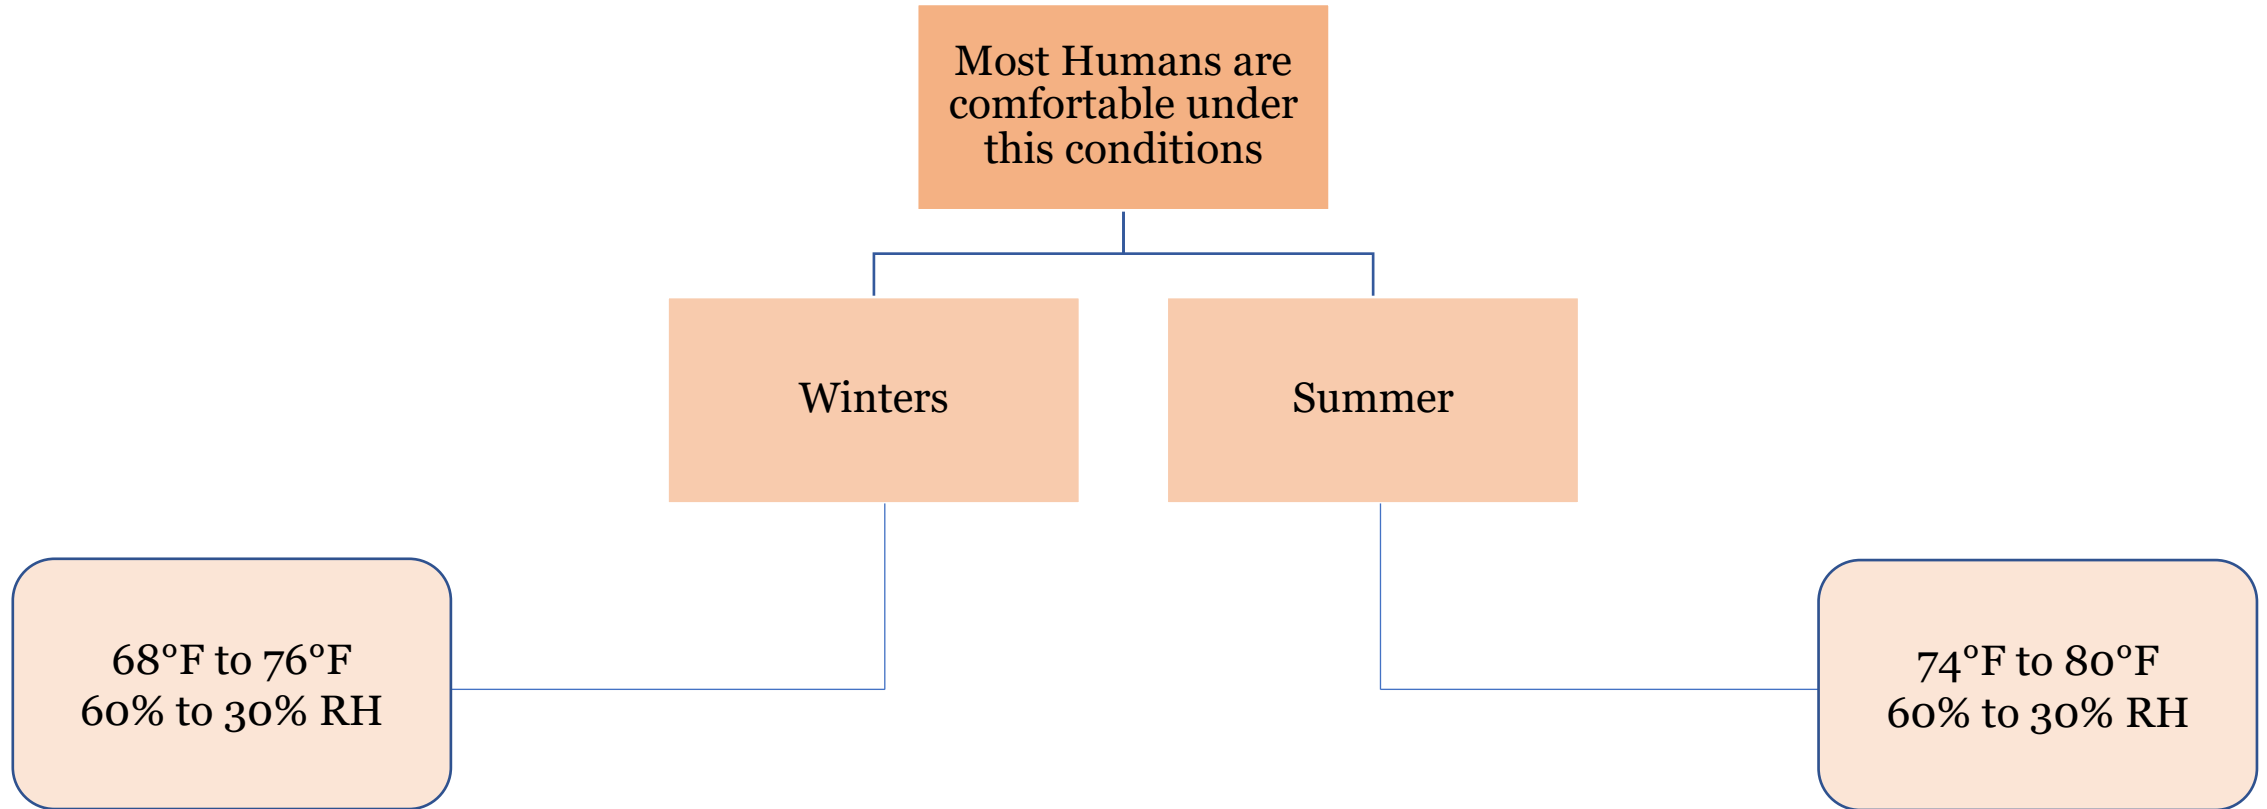 Most Humans are
comfortable under
this conditions
Winters
Summer
68°F to 76°F
60% to 30% RH
74°F to 80°F
60% to 30% RH